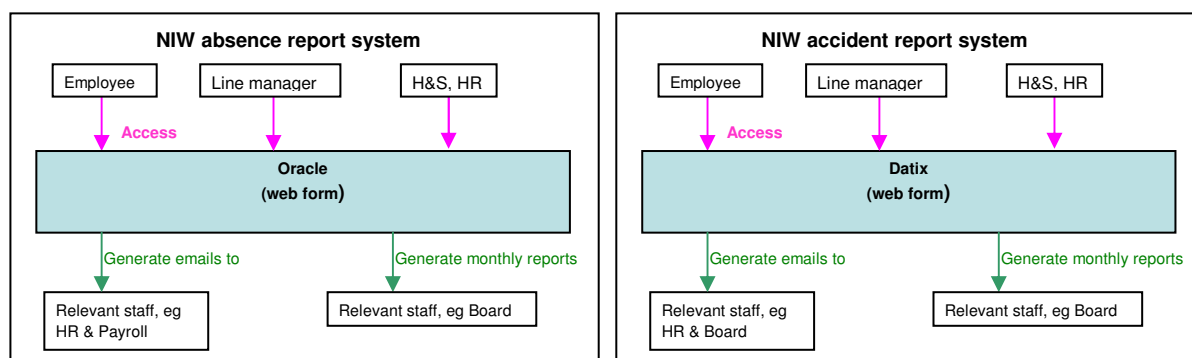 NIW absence report system
Employee
Line manager
H&S, HR
Access
Oracle
(web form)
Generate emails to
Generate monthly reports
Relevant staff, eg
HR & Payroll
Relevant staff, eg Board
NIW accident report system
Employee
Line manager
H&S, HR
Access
Datix
(web form)
Generate emails to
Generate monthly reports
Relevant staff, eg
HR & Board
Relevant staff, eg Board